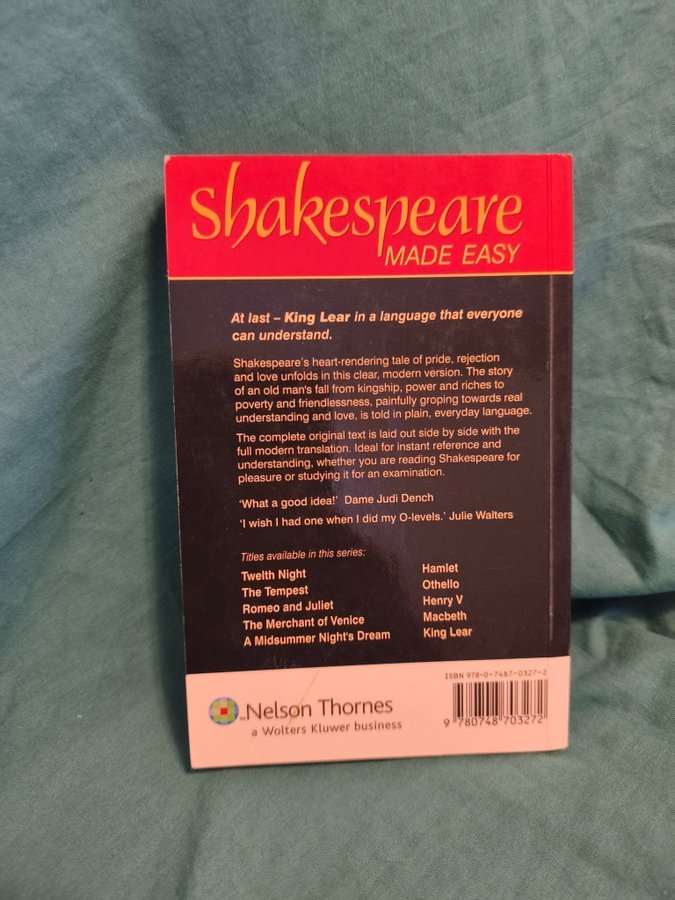 Shakespeare
MADE EASY
At last – King Lear in a language that everyone
can understand.
Shakespeare's heart-rendering tale of pride, rejection
and love unfolds in this clear, modern version. The story
of an old man's fall from kingship, power and riches to
poverty and friendlessness, painfully groping towards real
understanding and love, is told in plain, everyday language.
The complete original text is laid out side by side with the
full modern translation. Ideal for instant reference and
understanding, whether you are reading Shakespeare for
pleasure or studying it for an examination.
'What a good idea!' Dame Judi Dench
'I wish I had one when I did my O-levels.' Julie Walters
Titles available in this series:
Twelth Night
The Tempest
Romeo and Juliet
The Merchant of Venice
A Midsummer Night's Dream
Hamlet
Othello
Henry V
Macbeth
King Lear
ISBN 978-0-7487-0327-2
Nelson Thornes
a Wolters Kluwer business
9 780748 703272